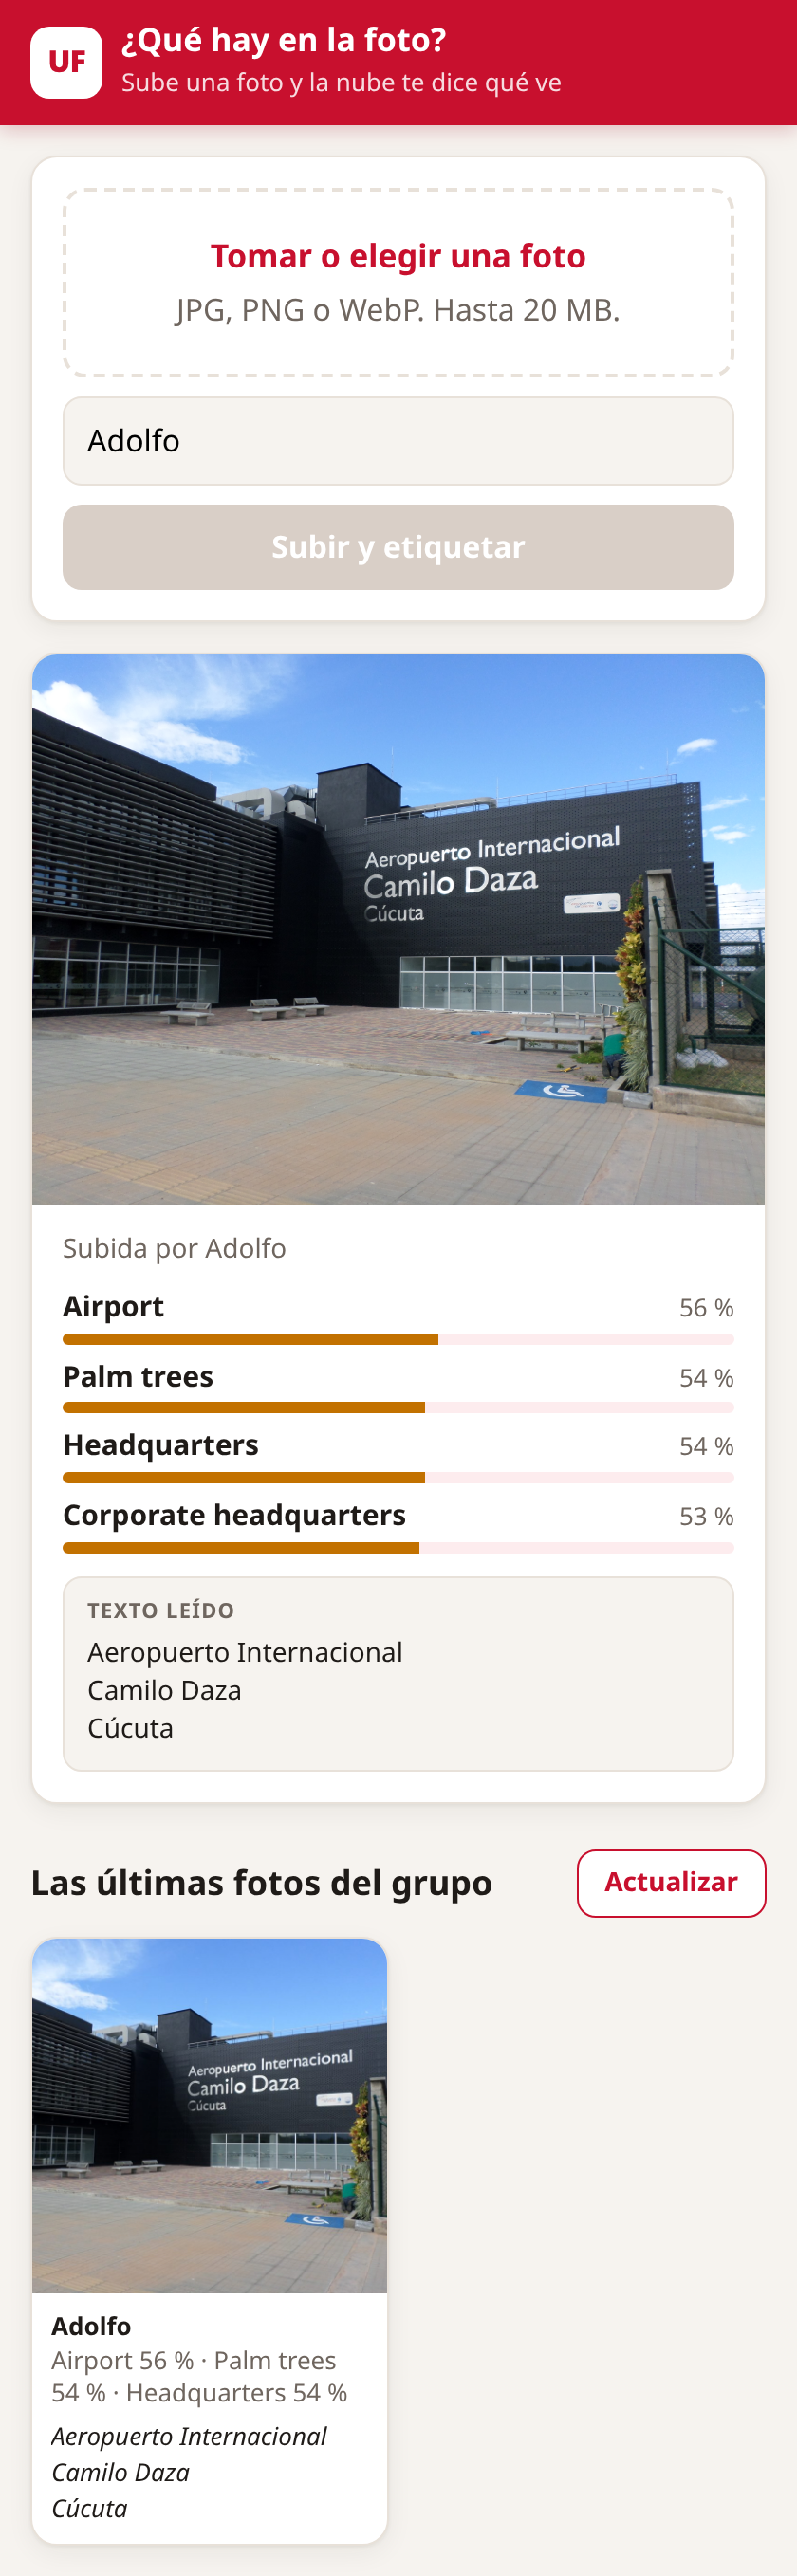 UF
¿Qué hay en la foto?
Sube una foto y la nube te dice qué ve
Tomar o elegir una foto
JPG, PNG o WebP. Hasta 20 MB.
Adolfo
Subir y etiquetar
Aeropuerto Internacional
Camilo Daza
Cúcuta
Subida por Adolfo
Airport 56 %
Palm trees 54 %
Headquarters 54 %
Corporate headquarters 53 %
TEXTO LEÍDO
Aeropuerto Internacional
Camilo Daza
Cúcuta
Las últimas fotos del grupo
Actualizar
Aeropuerto Internacional
Camilo Daza
Cúcuta
Adolfo
Airport 56 % · Palm trees
54 % · Headquarters 54 %
Aeropuerto Internacional
Camilo Daza
Cúcuta